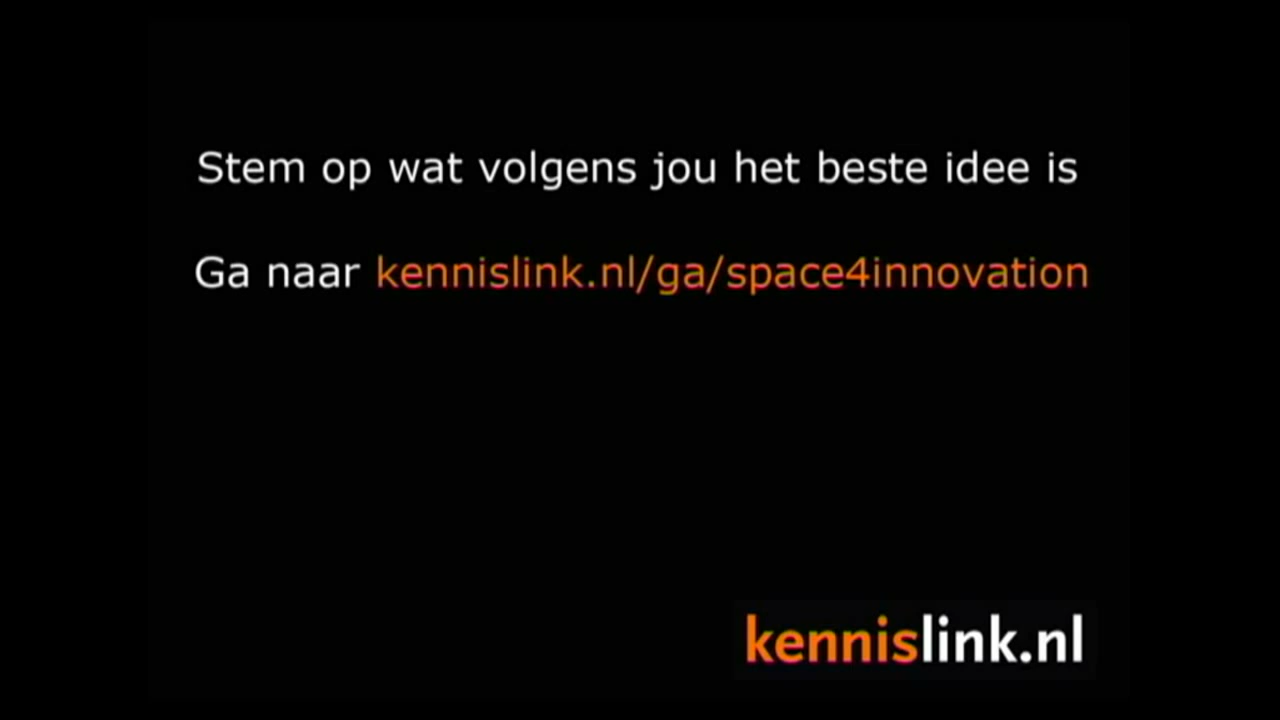 Stem op wat volgens jou het beste idee is
Ga naar kennislink.nl/ga/space4innovation
kennislink.nl